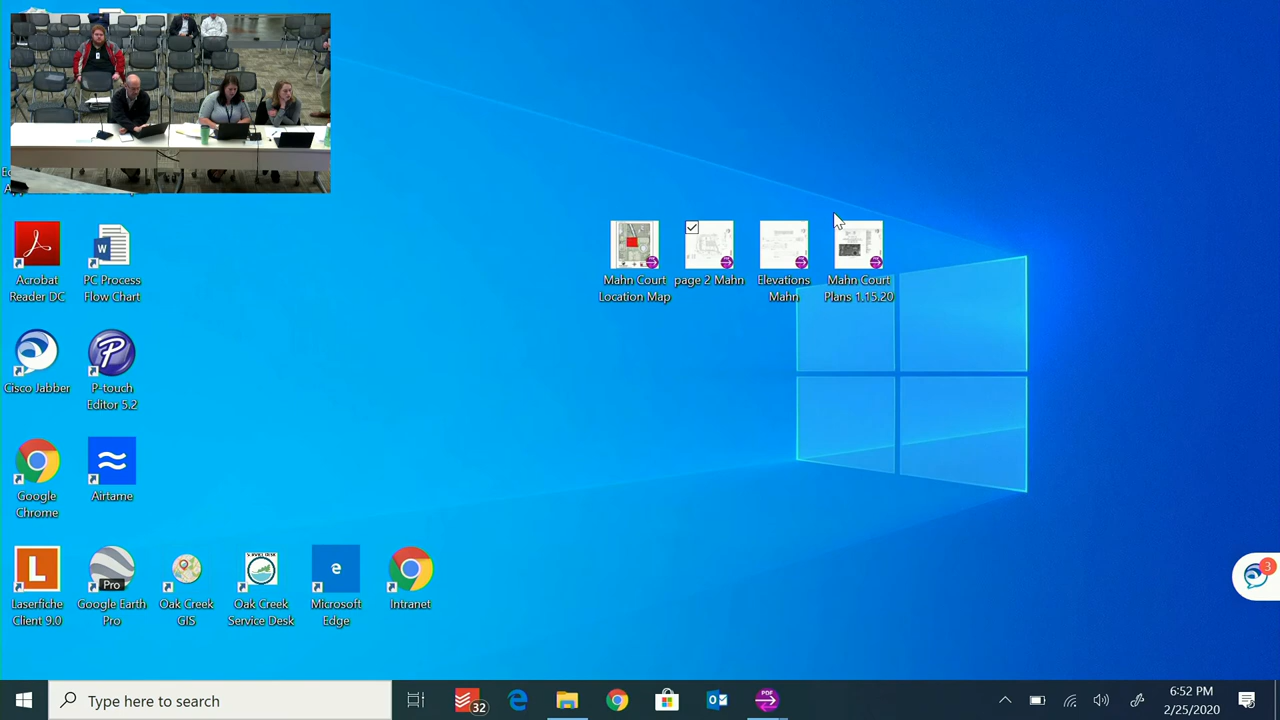 Acrobat
Reader DC
PC Process
Flow Chart
Mahn Court
Location Map
page 2 Mahn
Elevations
Mahn
Mahn Court
Plans 1.15.20
Cisco Jabber
P-touch
Editor 5.2
Google
Chrome
Airtame
Laserfiche
Client 9.0
Pro
Google Earth
Pro
Oak Creek
GIS
Oak Creek
Service Desk
Microsoft
Edge
Intranet
3
Type here to search
32
PDF
6:52 PM
2/25/2020